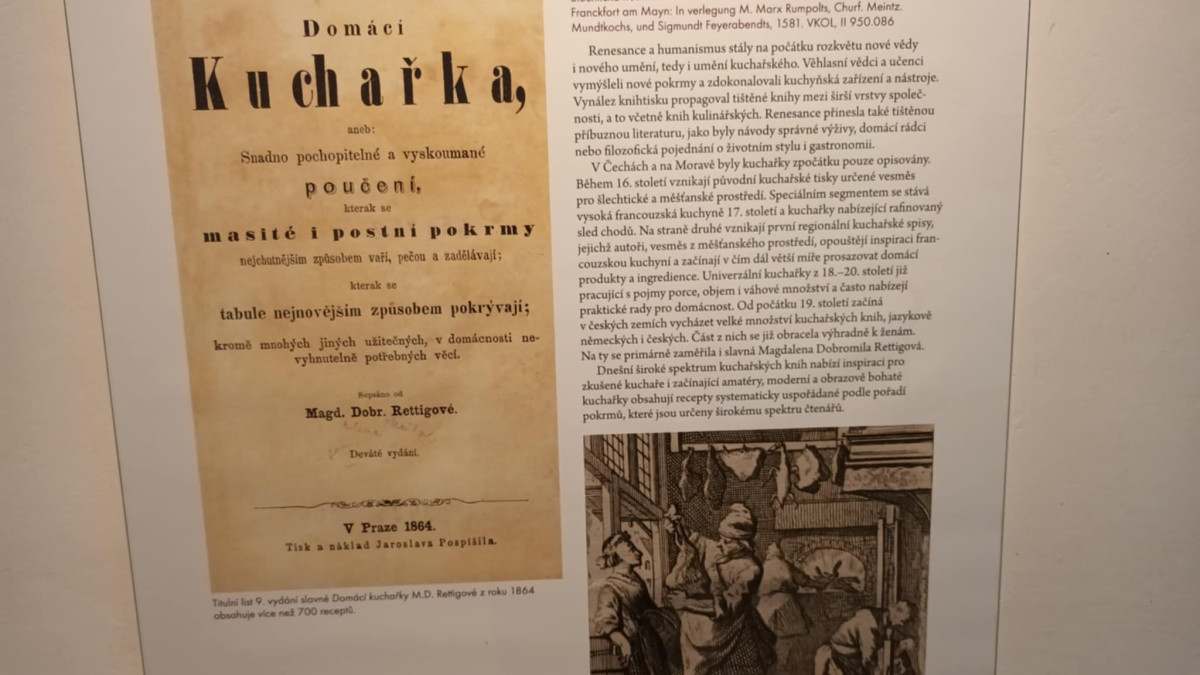 Domácí
Kuchařka,
aneb:
Snadno pochopitelné a vyskoumané
poučení,
kterak se
masité i postní pokrmy
nejchutnějším způsobem vaří, pečou a zadělávají;
kterak se
tabule nejnovějším způsobem pokrývají;
kromě mnohých jiných užitečných, v domácnosti ne-
vyhnutelně potřebných věcí.
Sepsáno od
Magd. Dobr. Rettigové.
Deváté vydání.
V Praze 1864.
Tisk a náklad Jaroslava Pospíšila.
Titulní list 9. vydání slavné Domácí kuchařky M.D. Rettigové z roku 1864
obsahuje více než 700 receptů.
Franckfort am Mayn: In verlegung M. Marx Rumpolts, Churf. Meintz.
Mundtkochs, und Sigmundt Feyerabendts, 1581. VKOL, II 950.086
Renesance a humanismus stály na počátku rozkvětu nové vědy
i nového umění, tedy i umění kuchařského. Věhlasní vědci a učenci
vymýšleli nové pokrmy a zdokonalovali kuchyňská zařízení a nástroje.
Vynález knihtisku propagoval tištěné knihy mezi širší vrstvy společ-
nosti, a to včetně knih kulinářských. Renesance přinesla také tištěnou
příbuznou literaturu, jako byly návody správné výživy, domácí rádci
nebo filozofická pojednání o životním stylu i gastronomii.
V Čechách a na Moravě byly kuchařky zpočátku pouze opisovány.
Během 16. století vznikají původní kuchařské tisky určené vesměs
pro šlechtické a měšťanské prostředí. Speciálním segmentem se stává
vysoká francouzská kuchyně 17. století a kuchařky nabízející rafinovaný
sled chodů. Na straně druhé vznikají první regionální kuchařské spisy,
jejichž autoři, vesměs z měšťanského prostředí, opouštějí inspiraci fran-
couzskou kuchyní a začínají v čím dál větší míře prosazovat domácí
produkty a ingredience. Univerzální kuchařky z 18.–20. století již
pracující s pojmy porce, objem i váhové množství a často nabízejí
praktické rady pro domácnost. Od počátku 19. století začíná
v českých zemích vycházet velké množství kuchařských knih, jazykově
německých i českých. Část z nich se již obracela výhradně k ženám.
Na ty se primárně zaměřila i slavná Magdalena Dobromila Rettigová.
Dnešní široké spektrum kuchařských knih nabízí inspiraci pro
zkušené kuchaře i začínající amatéry, moderní a obrazově bohaté
kuchařky obsahují recepty systematicky uspořádané podle pořadí
pokrmů, které jsou určeny širokému spektru čtenářů.